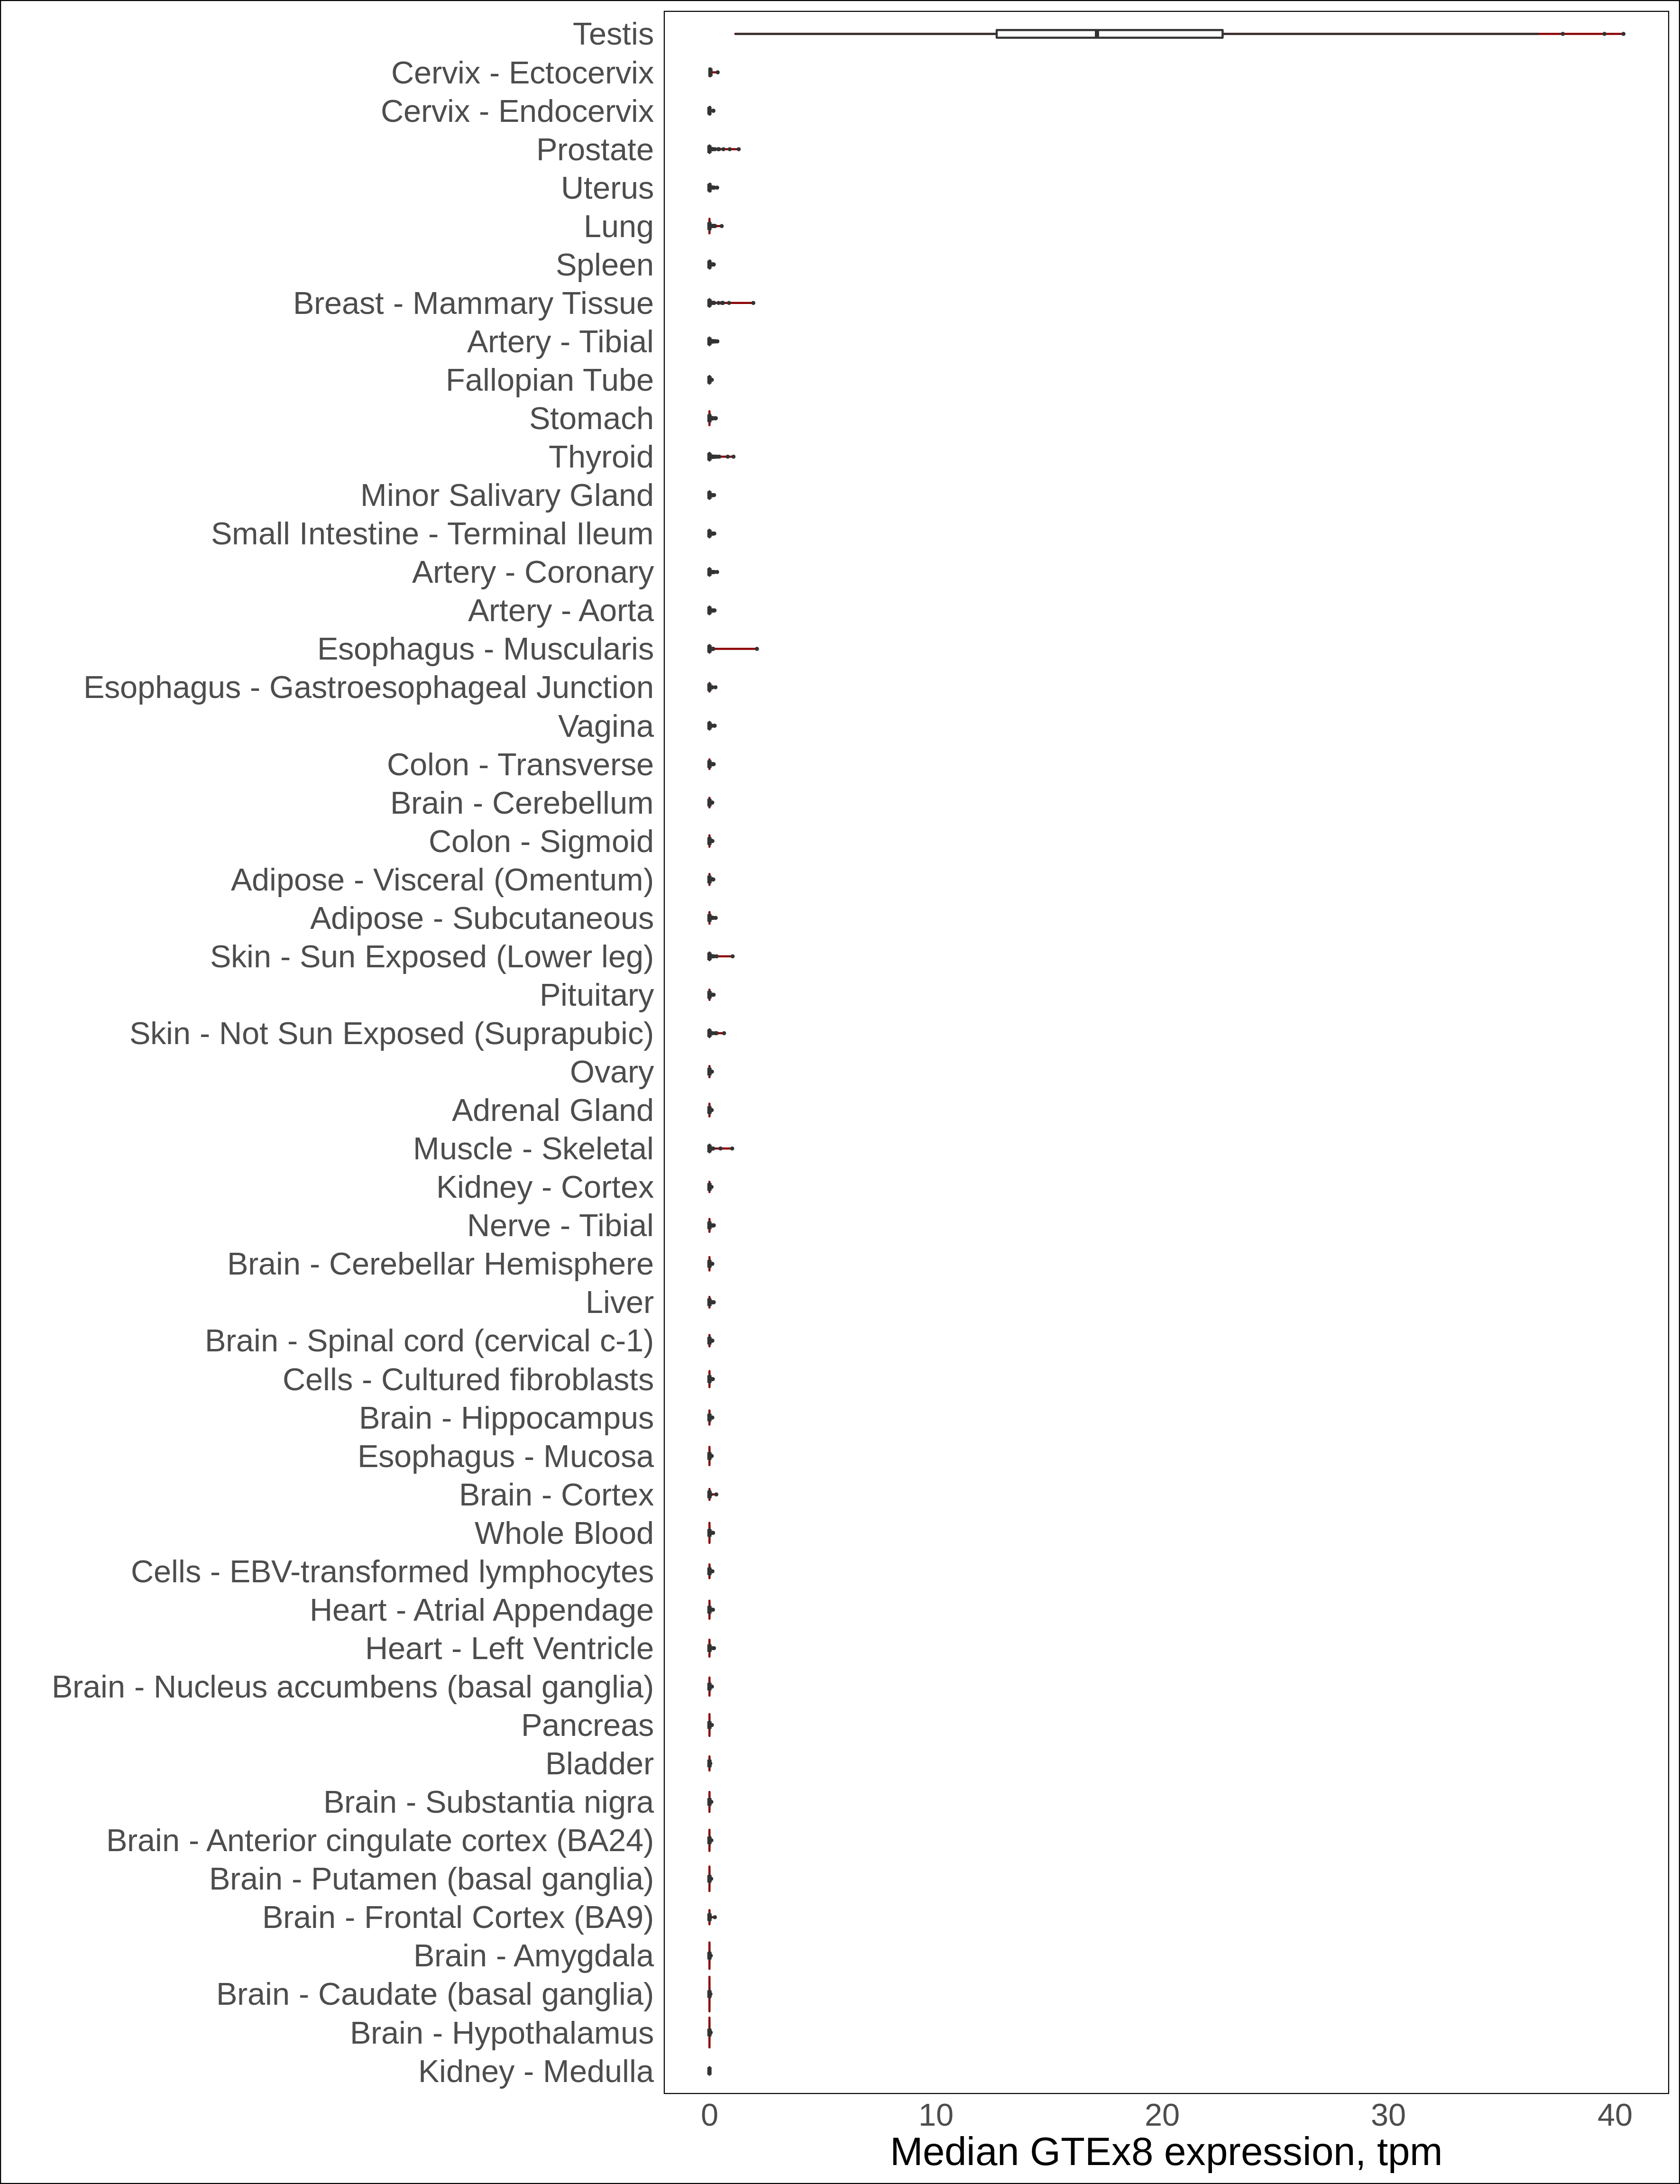 Testis
Cervix - Ectocervix
Cervix - Endocervix
Prostate
Uterus
Lung
Spleen
Breast - Mammary Tissue
Artery - Tibial
Fallopian Tube
Stomach
Thyroid
Minor Salivary Gland
Small Intestine - Terminal Ileum
Artery - Coronary
Artery - Aorta
Esophagus - Muscularis
Esophagus - Gastroesophageal Junction
Vagina
Colon - Transverse
Brain - Cerebellum
Colon - Sigmoid
Adipose - Visceral (Omentum)
Adipose - Subcutaneous
Skin - Sun Exposed (Lower leg)
Pituitary
Skin - Not Sun Exposed (Suprapubic)
Ovary
Adrenal Gland
Muscle - Skeletal
Kidney - Cortex
Nerve - Tibial
Brain - Cerebellar Hemisphere
Liver
Brain - Spinal cord (cervical c-1)
Cells - Cultured fibroblasts
Brain - Hippocampus
Esophagus - Mucosa
Brain - Cortex
Whole Blood
Cells - EBV-transformed lymphocytes
Heart - Atrial Appendage
Heart - Left Ventricle
Brain - Nucleus accumbens (basal ganglia)
Pancreas
Bladder
Brain - Substantia nigra
Brain - Anterior cingulate cortex (BA24)
Brain - Putamen (basal ganglia)
Brain - Frontal Cortex (BA9)
Brain - Amygdala
Brain - Caudate (basal ganglia)
Brain - Hypothalamus
Kidney - Medulla
0 10 20 30 40
Median GTEx8 expression, tpm